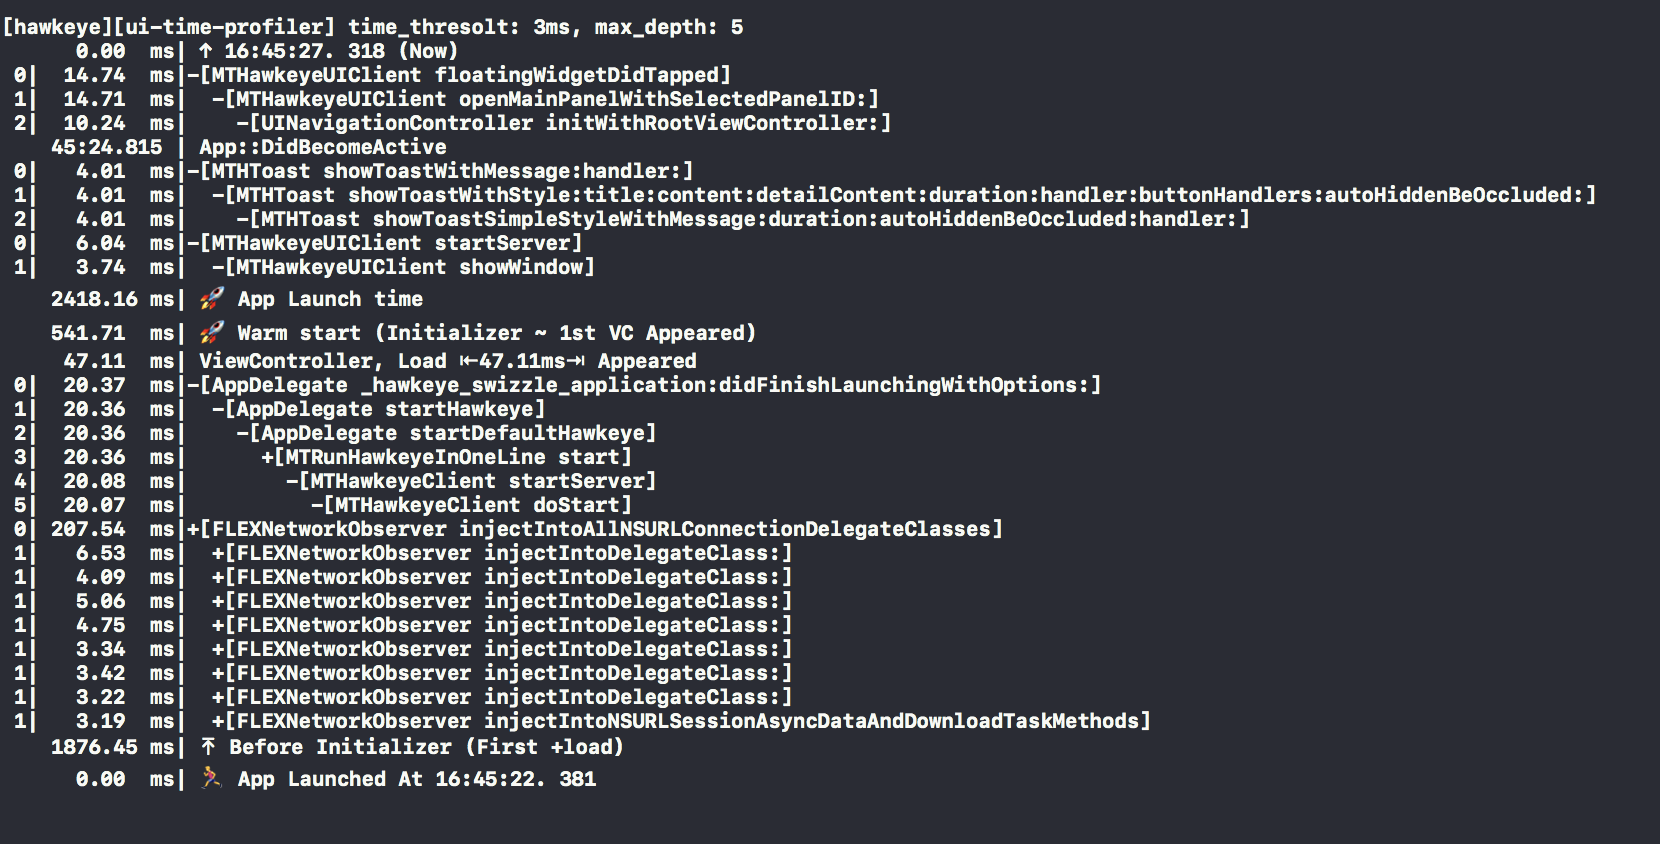 [hawkeye][ui-time-profiler] time_thresolt: 3ms, max_depth: 5
0.00 ms| ↑ 16:45:27. 318 (Now)
0| 14.74 ms|-[MTHawkeyeUIClient floatingWidgetDidTapped]
1| 14.71 ms| -[MTHawkeyeUIClient openMainPanelWithSelectedPanelID:]
2| 10.24 ms| -[UINavigationController initWithRootViewController:]
45:24.815 | App::DidBecomeActive
0| 4.01 ms|-[MTHToast showToastWithMessage:handler:]
1| 4.01 ms| -[MTHToast showToastWithStyle:title:content:detailContent:duration:handler:buttonHandlers:autoHiddenBeOccluded:]
2| 4.01 ms| -[MTHToast showToastSimpleStyleWithMessage:duration:autoHiddenBeOccluded:handler:]
0| 6.04 ms|-[MTHawkeyeUIClient startServer]
1| 3.74 ms| -[MTHawkeyeUIClient showWindow]
2418.16 ms| 🚀 App Launch time
541.71 ms| 🚀 Warm start (Initializer ~ 1st VC Appeared)
47.11 ms| ViewController, Load ⇤47.11ms⇥ Appeared
0| 20.37 ms|-[AppDelegate _hawkeye_swizzle_application:didFinishLaunchingWithOptions:]
1| 20.36 ms| -[AppDelegate startHawkeye]
2| 20.36 ms| -[AppDelegate startDefaultHawkeye]
3| 20.36 ms| +[MTRunHawkeyeInOneLine start]
4| 20.08 ms| -[MTHawkeyeClient startServer]
5| 20.07 ms| -[MTHawkeyeClient doStart]
0| 207.54 ms|+[FLEXNetworkObserver injectIntoAllNSURLConnectionDelegateClasses]
1| 6.53 ms| +[FLEXNetworkObserver injectIntoDelegateClass:]
1| 4.09 ms| +[FLEXNetworkObserver injectIntoDelegateClass:]
1| 5.06 ms| +[FLEXNetworkObserver injectIntoDelegateClass:]
1| 4.75 ms| +[FLEXNetworkObserver injectIntoDelegateClass:]
1| 3.34 ms| +[FLEXNetworkObserver injectIntoDelegateClass:]
1| 3.42 ms| +[FLEXNetworkObserver injectIntoDelegateClass:]
1| 3.22 ms| +[FLEXNetworkObserver injectIntoDelegateClass:]
1| 3.19 ms| +[FLEXNetworkObserver injectIntoNSURLSessionAsyncDataAndDownloadTaskMethods]
1876.45 ms| ⤒ Before Initializer (First +load)
0.00 ms| 🏃 App Launched At 16:45:22. 381